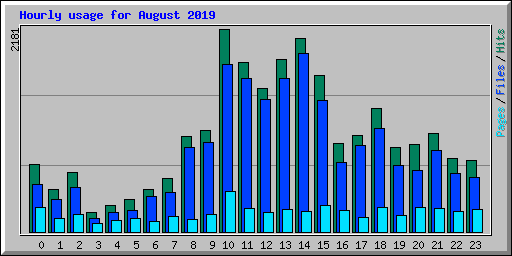 Hourly usage for August 2019
2181
Pages/Files/Hits
0 1 2 3 4 5 6 7 8 9 10 11 12 13 14 15 16 17 18 19 20 21 22 23